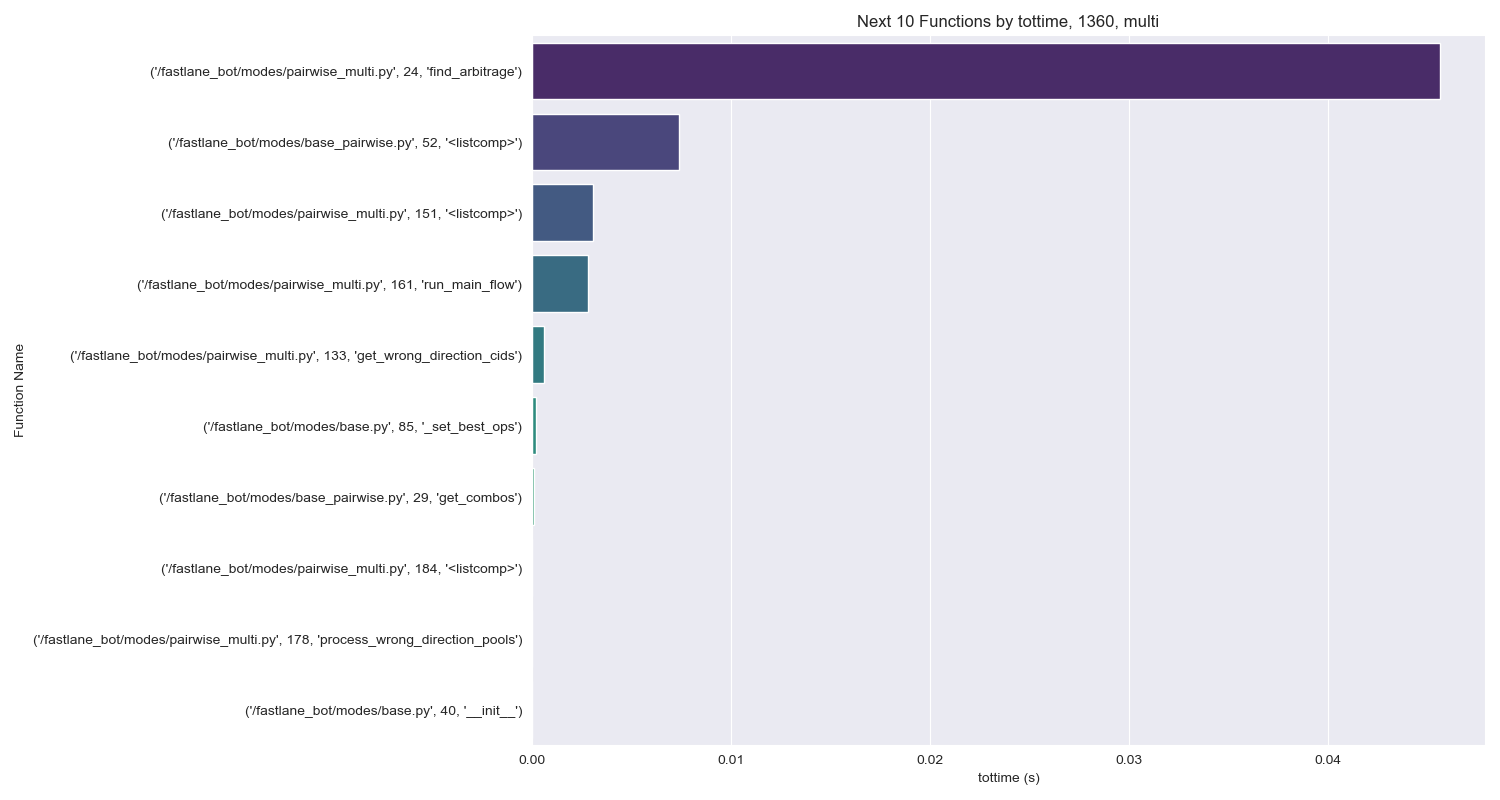 Next 10 Functions by tottime, 1360, multi
('/fastlane_bot/modes/pairwise_multi.py', 24, 'find_arbitrage')
('/fastlane_bot/modes/base_pairwise.py', 52, '<listcomp>')
('/fastlane_bot/modes/pairwise_multi.py', 151, '<listcomp>')
('/fastlane_bot/modes/pairwise_multi.py', 161, 'run_main_flow')
('/fastlane_bot/modes/pairwise_multi.py', 133, 'get_wrong_direction_cids')
('/fastlane_bot/modes/base.py', 85, '_set_best_ops')
('/fastlane_bot/modes/base_pairwise.py', 29, 'get_combos')
('/fastlane_bot/modes/pairwise_multi.py', 184, '<listcomp>')
('/fastlane_bot/modes/pairwise_multi.py', 178, 'process_wrong_direction_pools')
('/fastlane_bot/modes/base.py', 40, '__init__')
Function Name
0.00 0.01 0.02 0.03 0.04
tottime (s)